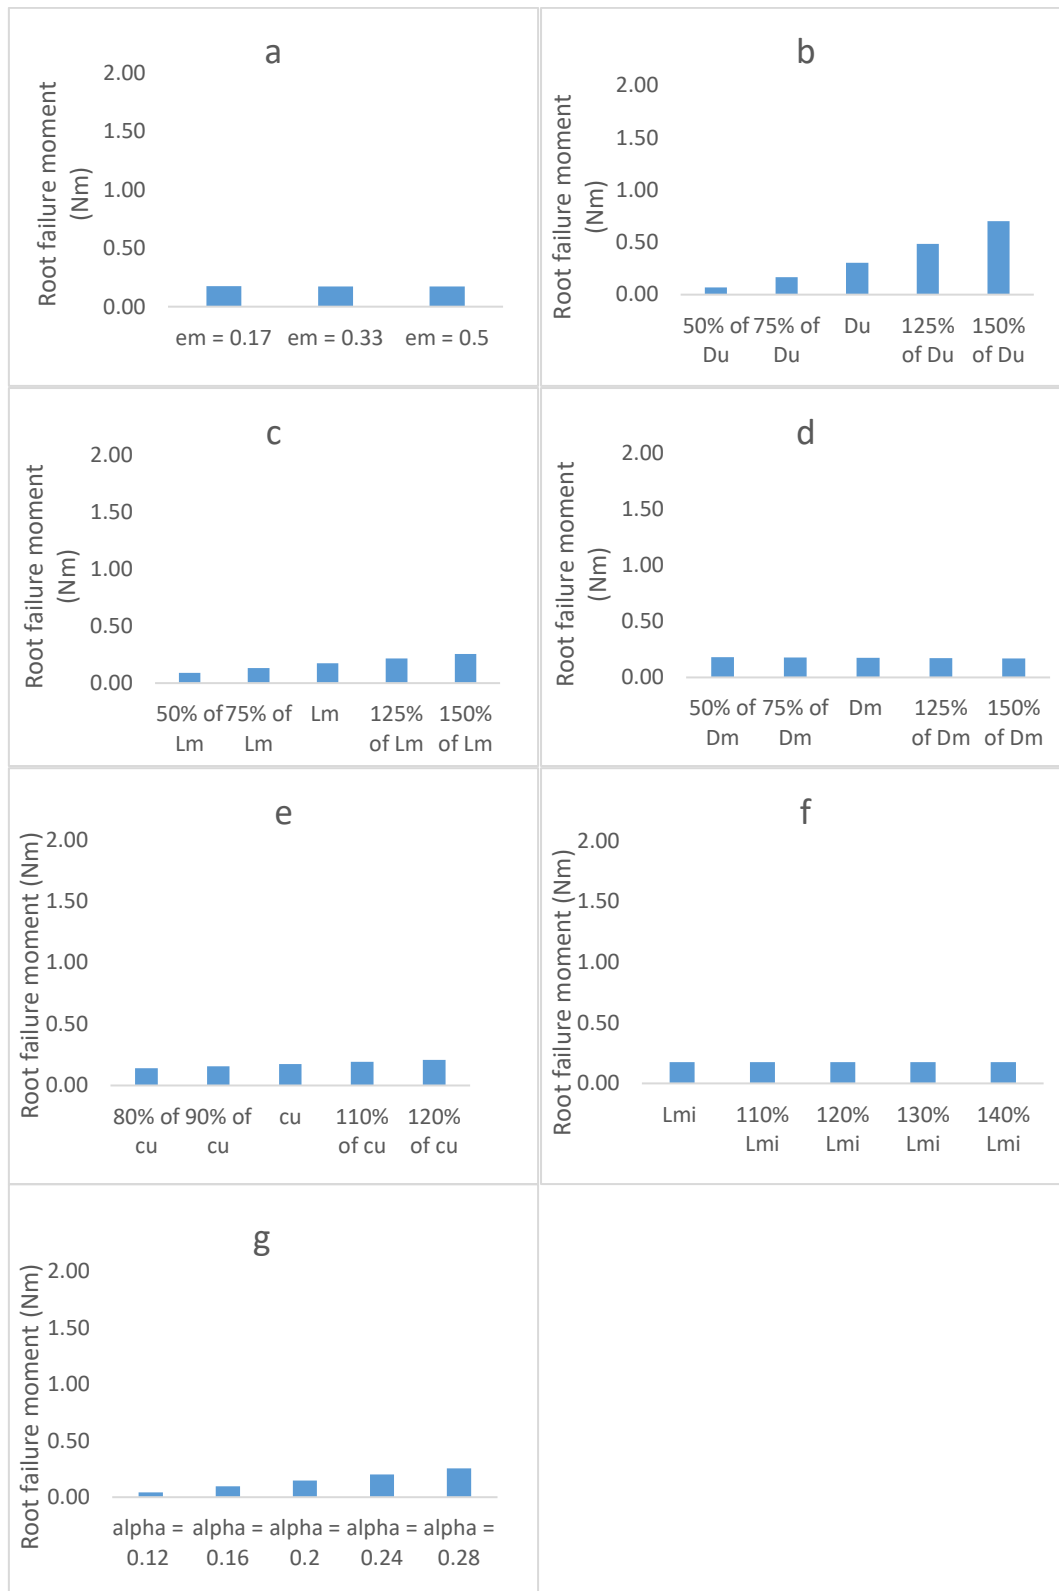 a
Root failure moment
(Nm)
2.00
1.50
1.00
0.50
0.00
em = 0.17 em = 0.33 em = 0.5
b
Root failure moment
(Nm)
2.00
1.50
1.00
0.50
0.00
50% of 75% of Du 125% 150%
Du Du of Du of Du
c
Root failure moment
(Nm)
2.00
1.50
1.00
0.50
0.00
50% of 75% of Lm 125% 150%
Lm Lm of Lm of Lm
d
Root failure moment
(Nm)
2.00
1.50
1.00
0.50
0.00
50% of 75% of Dm 125% 150%
Dm Dm of Dm of Dm
e
Root failure moment (Nm)
2.00
1.50
1.00
0.50
0.00
80% of 90% of cu 110% 120%
cu cu of cu of cu
f
Root failure moment (Nm)
2.00
1.50
1.00
0.50
0.00
Lmi 110% 120% 130% 140%
Lmi Lmi Lmi Lmi
g
Root failure moment (Nm)
2.00
1.50
1.00
0.50
0.00
alpha = alpha = alpha = alpha = alpha =
0.12 0.16 0.2 0.24 0.28